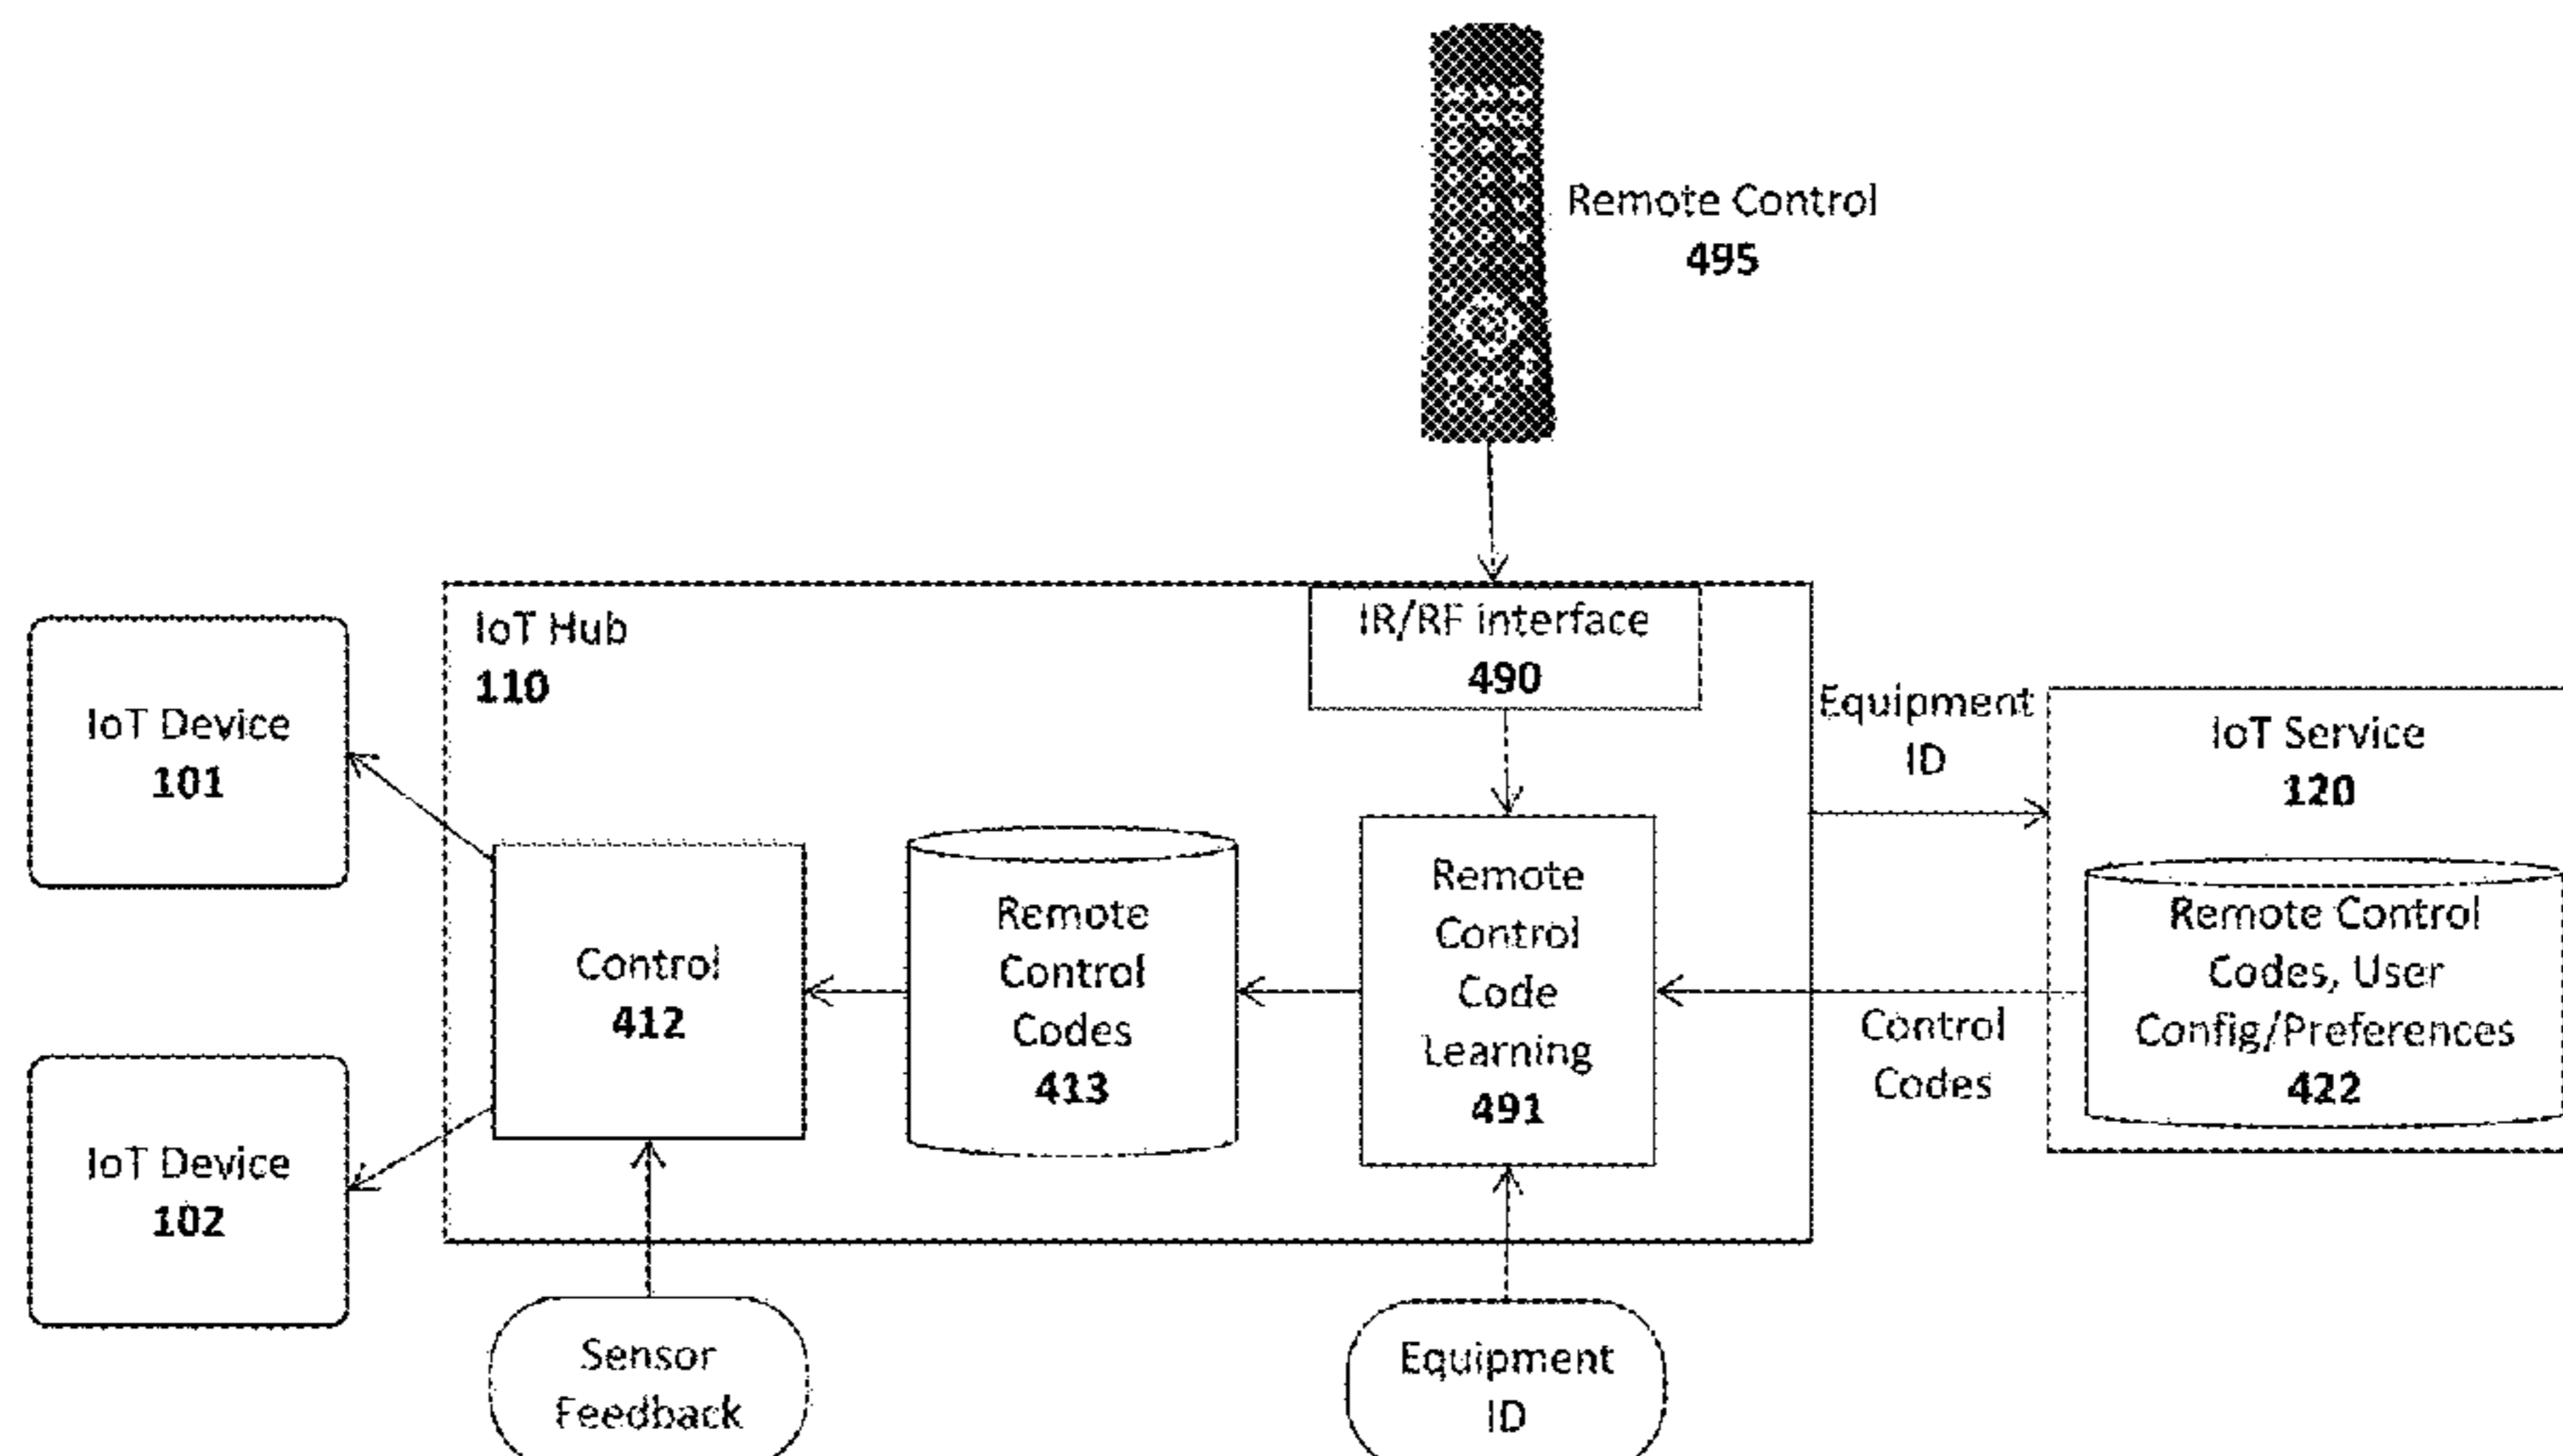 Remote Control
495
IoT Hub
110
IR/RF interface
490
IoT Device
101
Equipment
ID
IoT Service
120
Control
412
Remote
Control
Codes
413
Remote
Control
Code
Learning
491
Control
Codes
Remote Control
Codes, User
Config/Preferences
422
IoT Device
102
Sensor
Feedback
Equipment
ID